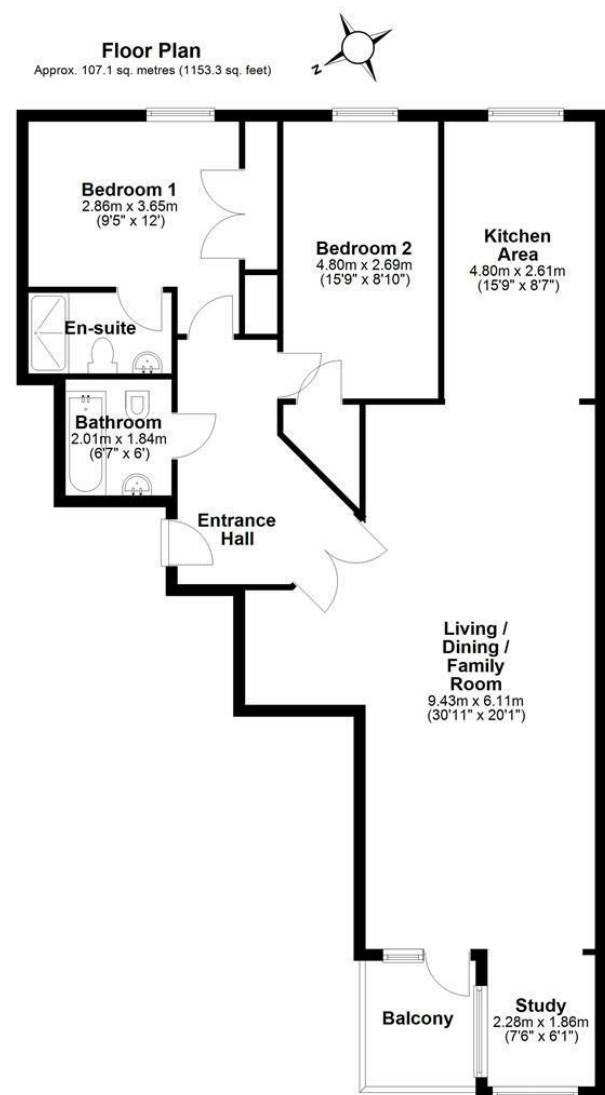 Floor Plan
Approx. 107.1 sq. metres (1153.3 sq. feet)
N
Bedroom 1
2.86m x 3.65m
(9'5" x 12')
Bedroom 2
4.80m x 2.69m
(15'9" x 8'10")
Kitchen
Area
4.80m x 2.61m
(15'9" x 8'7")
En-suite
Bathroom
2.01m x 1.84m
(6'7" x 6')
Entrance
Hall
Living /
Dining /
Family
Room
9.43m x 6.11m
(30'11" x 20'1")
Balcony
Study
2.28m x 1.86m
(7'6" x 6'1")